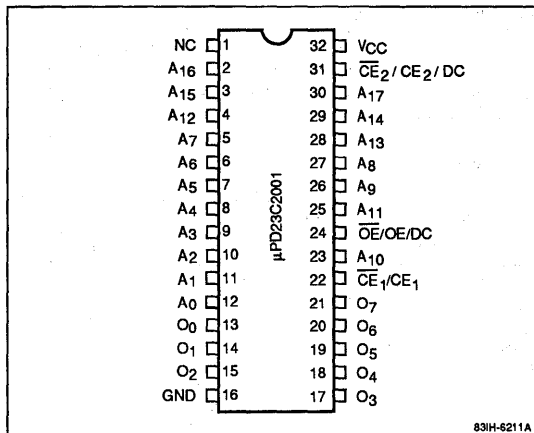 NC 1 32 VCC
A16 2 31 C̅E̅2 / CE2 / DC
A15 3 30 A17
A12 4 29 A14
A7 5 28 A13
A6 6 27 A8
A5 7 26 A9
A4 8 25 A11
A3 9 24 O̅E̅/OE/DC
A2 10 23 A10
A1 11 22 C̅E̅1/CE1
A0 12 21 O7
O0 13 20 O6
O1 14 19 O5
O2 15 18 O4
GND 16 17 O3
μPD23C2001
83IH-6211A